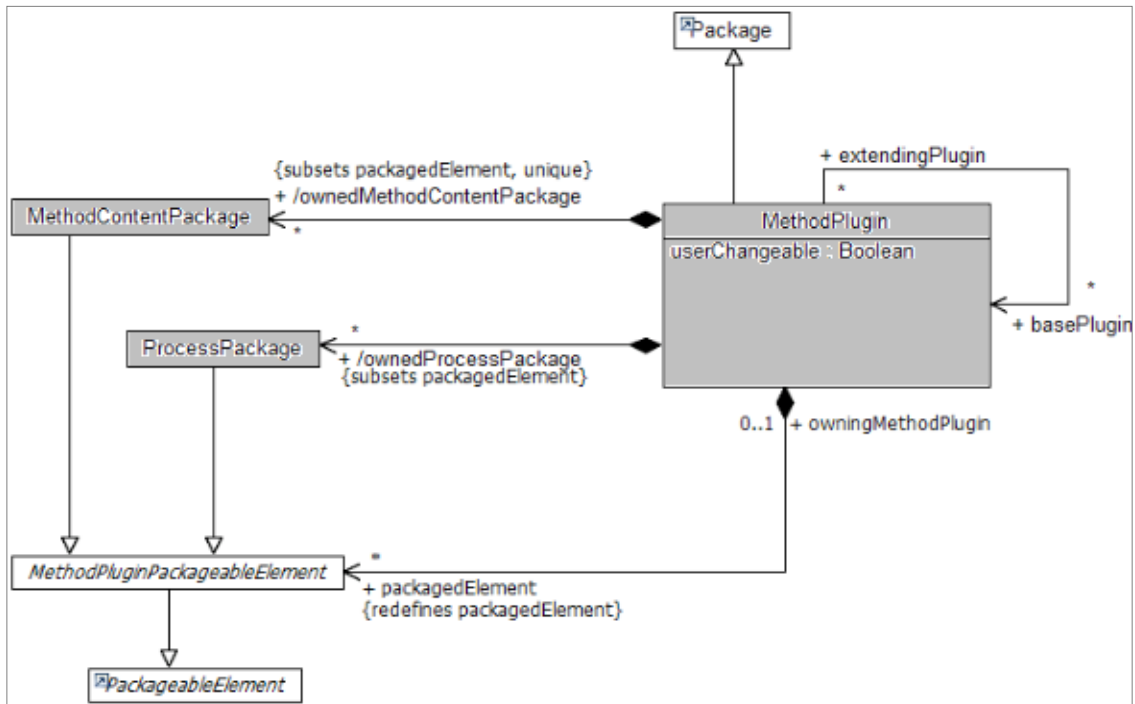 Package
+ extendingPlugin
*
{subsets packagedElement, unique}
+ /ownedMethodContentPackage
*
MethodContentPackage
MethodPlugin
userChangeable : Boolean
*
+ basePlugin
*
ProcessPackage
+ /ownedProcessPackage
{subsets packagedElement}
0..1 + owningMethodPlugin
*
MethodPluginPackageableElement
+ packagedElement
{redefines packagedElement}
PackageableElement